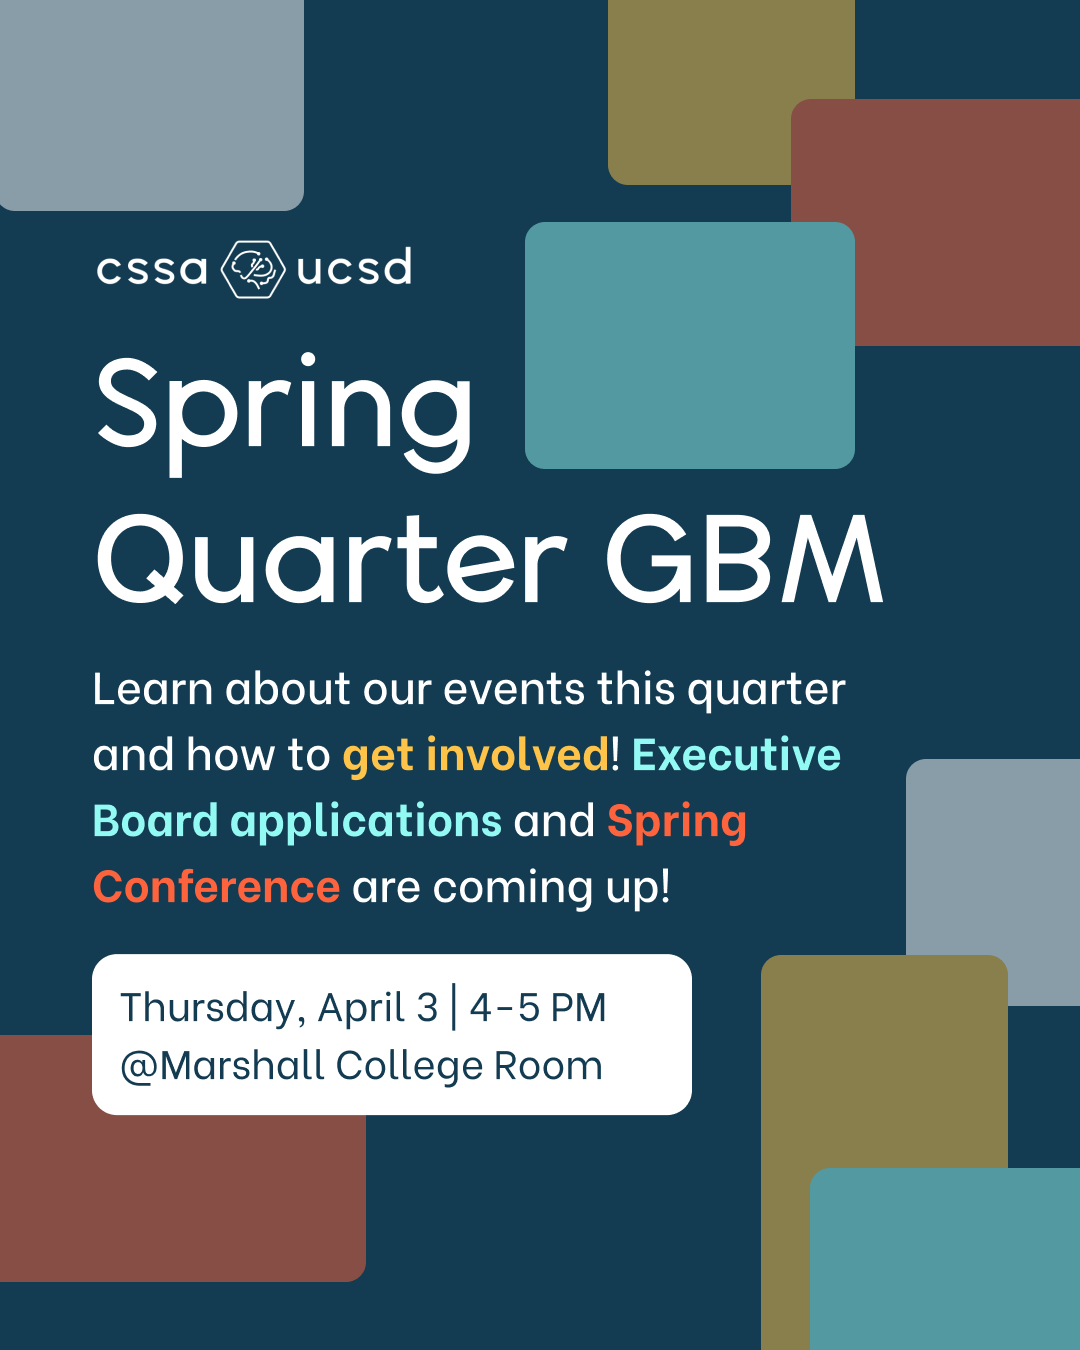 cssa ucsd
Spring
Quarter GBM
Learn about our events this quarter
and how to get involved! Executive
Board applications and Spring
Conference are coming up!
Thursday, April 3 | 4-5 PM
@Marshall College Room